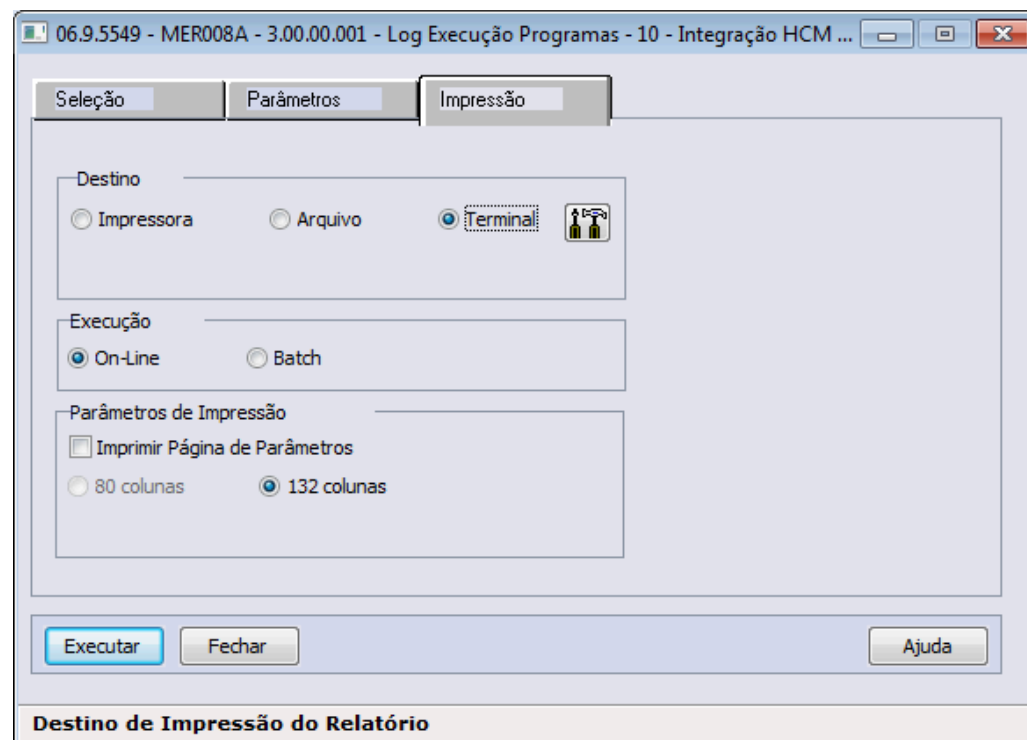 06.9.5549 - MER008A - 3.00.00.001 - Log Execução Programas - 10 - Integração HCM ...
Seleção Parâmetros Impressão
Destino
Impressora Arquivo Terminal
Execução
On-Line Batch
Parâmetros de Impressão
Imprimir Página de Parâmetros
80 colunas 132 colunas
Executar Fechar Ajuda
Destino de Impressão do Relatório